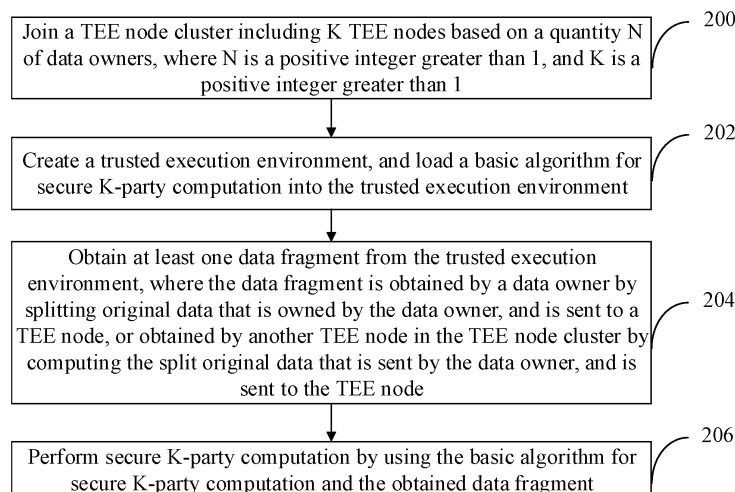 Join a TEE node cluster including K TEE nodes based on a quantity N
of data owners, where N is a positive integer greater than 1, and K is a
positive integer greater than 1
200
Create a trusted execution environment, and load a basic algorithm for
secure K-party computation into the trusted execution environment
202
Obtain at least one data fragment from the trusted execution
environment, where the data fragment is obtained by a data owner by
splitting original data that is owned by the data owner, and is sent to a
TEE node, or obtained by another TEE node in the TEE node cluster by
computing the split original data that is sent by the data owner, and is
sent to the TEE node
204
Perform secure K-party computation by using the basic algorithm for
secure K-party computation and the obtained data fragment
206